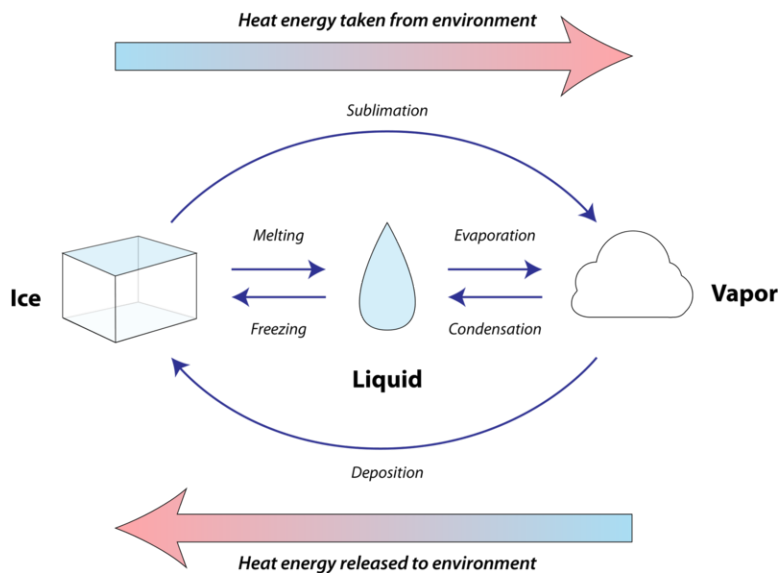 Heat energy taken from environment
Sublimation
Melting
Evaporation
Ice
Vapor
Freezing
Condensation
Liquid
Deposition
Heat energy released to environment